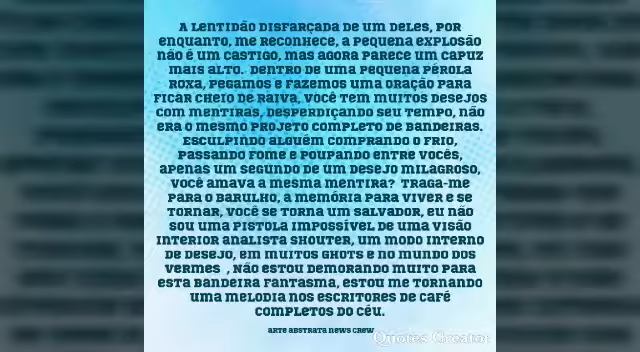 A LENTIDÃO DISFARÇADA DE UM DELES, POR
ENQUANTO, ME RECONHECE, A PEQUENA EXPLOSÃO
NÃO É UM CASTIGO, MAS AGORA PARECE UM CAPUZ
MAIS ALTO. DENTRO DE UMA PEQUENA PÉROLA
ROXA, PEGAMOS E FAZEMOS UMA ORAÇÃO PARA
FICAR CHEIO DE RAIVA, VOCÊ TEM MUITOS DESEJOS
COM MENTIRAS, DESPERDIÇANDO SEU TEMPO, NÃO
ERA O MESMO PROJETO COMPLETO DE BANDEIRAS.
ESCULPINDO ALGUÉM COMPRANDO O FRIO,
PASSANDO FOME E POUPANDO ENTRE VOCÊS,
APENAS UM SEGUNDO DE UM DESEJO MILAGROSO,
VOCÊ AMAVA A MESMA MENTIRA? TRAGA-ME
PARA O BARULHO, A MEMÓRIA PARA VIVER E SE
TORNAR, VOCÊ SE TORNA UM SALVADOR, EU NÃO
SOU UMA PISTOLA IMPOSSÍVEL DE UMA VISÃO
INTERIOR ANALISTA SHOUTER, UM MODO INTERNO
DE DESEJO, EM MUITOS GHOTS E NO MUNDO DOS
VERMES , NÃO ESTOU DEMORANDO MUITO PARA
ESTA BANDEIRA FANTASMA, ESTOU ME TORNANDO
UMA MELODIA NOS ESCRITORES DE CAFÉ
COMPLETOS DO CÉU.
ARTE ABSTRATA NEWS CREW
Quotes Creator